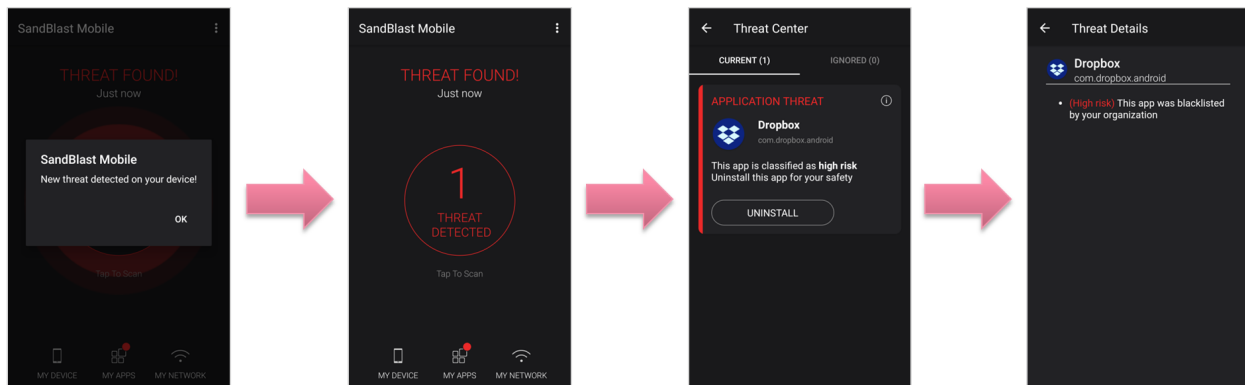 SandBlast Mobile
THREAT FOUND!
Just now
SandBlast Mobile
New threat detected on your device!
OK
Tap To Scan
MY DEVICE
MY APPS
MY NETWORK
SandBlast Mobile
THREAT FOUND!
Just now
1
THREAT
DETECTED
Tap To Scan
MY DEVICE
MY APPS
MY NETWORK
Threat Center
CURRENT (1)
IGNORED (0)
APPLICATION THREAT
Dropbox
com.dropbox.android
This app is classified as high risk
Uninstall this app for your safety
UNINSTALL
Threat Details
Dropbox
com.dropbox.android
• (High risk) This app was blacklisted
by your organization